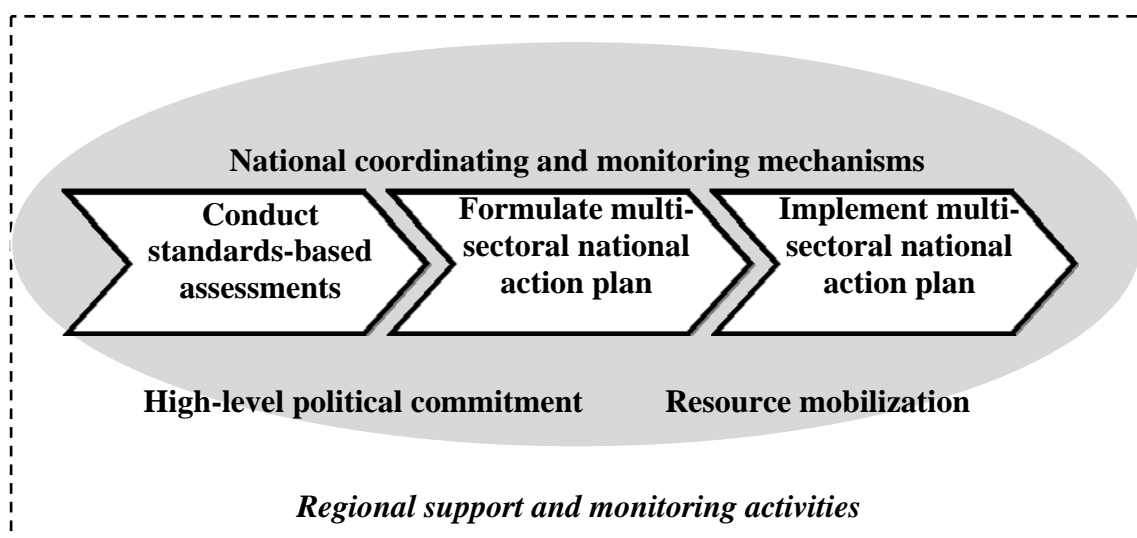 National coordinating and monitoring mechanisms
Conduct
standards-based
assessments
Formulate multi-
sectoral national
action plan
Implement multi-
sectoral national
action plan
High-level political commitment
Resource mobilization
Regional support and monitoring activities